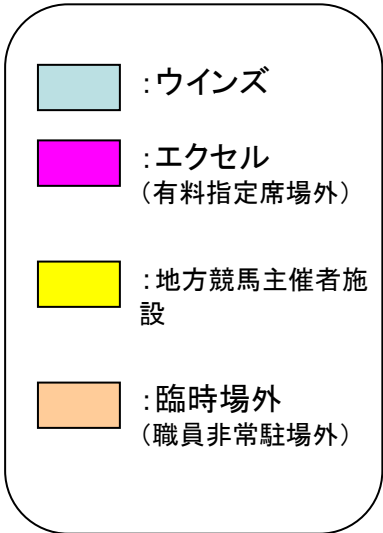 :ウインズ
:エクセル
(有料指定席場外)
:地方競馬主催者施
設
:臨時場外
(職員非常駐場外)